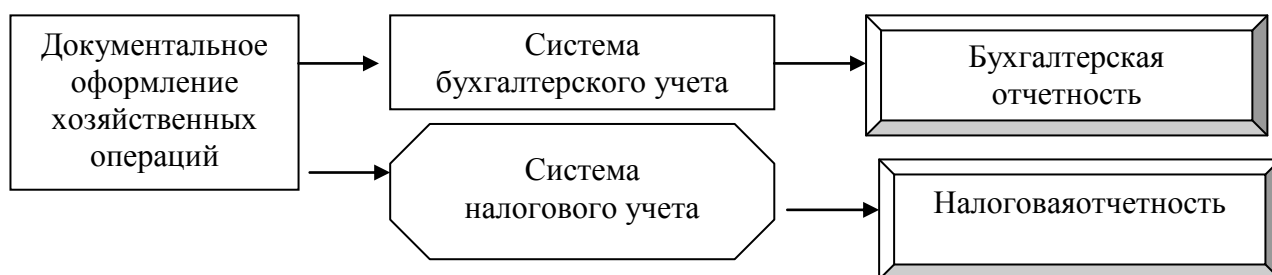 Документальное
оформление
хозяйственных
операций
Система
бухгалтерского учета
Бухгалтерская
отчетность
Система
налогового учета
Налоговаяотчетность